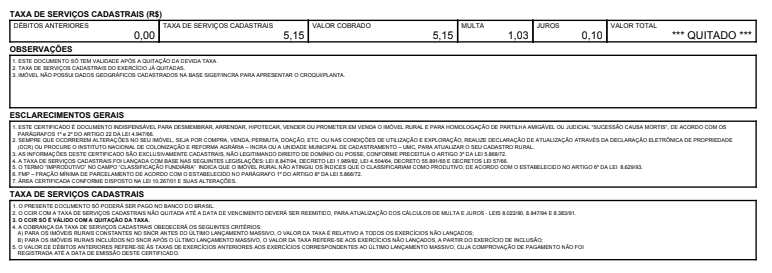 TAXA DE SERVIÇOS CADASTRAIS (R$)
DÉBITOS ANTERIORES TAXA DE SERVIÇOS CADASTRAIS VALOR COBRADO MULTA JUROS VALOR TOTAL
0,00 5,15 5,15 1,03 0,10 *** QUITADO ***
OBSERVAÇÕES
1. ESTE DOCUMENTO SÓ TEM VALIDADE APÓS A QUITAÇÃO DA DEVIDA TAXA.
2. TAXA DE SERVIÇOS CADASTRAIS DO EXERCÍCIO JÁ QUITADAS.
3. IMÓVEL NÃO POSSUI DADOS GEOGRÁFICOS CADASTRADOS NA BASE SIGEF/INCRA PARA APRESENTAR O CROQUI/PLANTA.
ESCLARECIMENTOS GERAIS
1. ESTE CERTIFICADO É DOCUMENTO INDISPENSÁVEL PARA DESMEMBRAR, ARRENDAR, HIPOTECAR, VENDER OU PROMETER EM VENDA O IMÓVEL RURAL E PARA HOMOLOGAÇÃO DE PARTILHA AMIGÁVEL OU JUDICIAL "SUCESSÃO CAUSA MORTIS", DE ACORDO COM OS
PARÁGRAFOS 1º e 2º DO ARTIGO 22 DA LEI 4.947/66.
2. SEMPRE QUE OCORREREM ALTERAÇÕES NO SEU IMÓVEL, SEJA POR COMPRA, VENDA, PERMUTA, DOAÇÃO, ETC. OU NAS CONDIÇÕES DE UTILIZAÇÃO E EXPLORAÇÃO, REALIZE DECLARAÇÃO DE ATUALIZAÇÃO ATRAVÉS DA DECLARAÇÃO ELETRÔNICA DE PROPRIEDADE
(DCR) OU PROCURE O INSTITUTO NACIONAL DE COLONIZAÇÃO E REFORMA AGRÁRIA – INCRA OU A UNIDADE MUNICIPAL DE CADASTRAMENTO – UMC, PARA ATUALIZAR O SEU CADASTRO RURAL.
3. AS INFORMAÇÕES DESTE CERTIFICADO SÃO EXCLUSIVAMENTE CADASTRAIS, NÃO LEGITIMANDO DIREITO DE DOMÍNIO OU POSSE, CONFORME PRECEITUA O ARTIGO 3º DA LEI 5.868/72.
4. A TAXA DE SERVIÇOS CADASTRAIS FOI LANÇADA COM BASE NAS SEGUINTES LEGISLAÇÕES: LEI 8.847/94, DECRETO LEI 1.989/82, LEI 4.504/64, DECRETO 55.891/65 E DECRETOS LEI 57/66.
5. O TERMO "IMPRODUTIVO" NO CAMPO "CLASSIFICAÇÃO FUNDIÁRIA" INDICA QUE O IMÓVEL RURAL NÃO ATINGIU OS ÍNDICES QUE O CLASSIFICARIAM COMO PRODUTIVO, DE ACORDO COM O ESTABELECIDO NO ARTIGO 6º DA LEI 8.629/93.
6. FMP – FRAÇÃO MÍNIMA DE PARCELAMENTO DE ACORDO COM O ESTABELECIDO NO PARÁGRAFO 1º DO ARTIGO 8º DA LEI 5.868/72.
7. ÁREA CERTIFICADA CONFORME DISPOSTO NA LEI 10.267/01 E SUAS ALTERAÇÕES.
TAXA DE SERVIÇOS CADASTRAIS
1. O PRESENTE DOCUMENTO SÓ PODERÁ SER PAGO NO BANCO DO BRASIL.
2. O CCIR COM A TAXA DE SERVIÇOS CADASTRAIS NÃO QUITADA ATÉ A DATA DE VENCIMENTO DEVERÁ SER REEMITIDO, PARA ATUALIZAÇÃO DOS CÁLCULOS DE MULTA E JUROS - LEIS 8.022/90, 8.847/94 E 8.383/91.
3. O CCIR SÓ É VÁLIDO COM A QUITAÇÃO DA TAXA.
4. A COBRANÇA DA TAXA DE SERVIÇOS CADASTRAIS OBEDECERÁ OS SEGUINTES CRITÉRIOS:
A) PARA OS IMÓVEIS RURAIS CONSTANTES NO SNCR ANTES DO ÚLTIMO LANÇAMENTO MASSIVO, O VALOR DA TAXA É RELATIVO A TODOS OS EXERCÍCIOS NÃO LANÇADOS;
B) PARA OS IMÓVEIS RURAIS INCLUÍDOS NO SNCR APÓS O ÚLTIMO LANÇAMENTO MASSIVO, O VALOR DA TAXA REFERE-SE AOS EXERCÍCIOS NÃO LANÇADOS, A PARTIR DO EXERCÍCIO DE INCLUSÃO;
5. O VALOR DE DÉBITOS ANTERIORES REFERE-SE ÀS TAXAS DE EXERCÍCIOS ANTERIORES AOS EXERCÍCIOS CORRESPONDENTES AO ÚLTIMO LANÇAMENTO MASSIVO, CUJA COMPROVAÇÃO DE PAGAMENTO NÃO FOI
REGISTRADA ATÉ A DATA DE EMISSÃO DESTE CERTIFICADO.